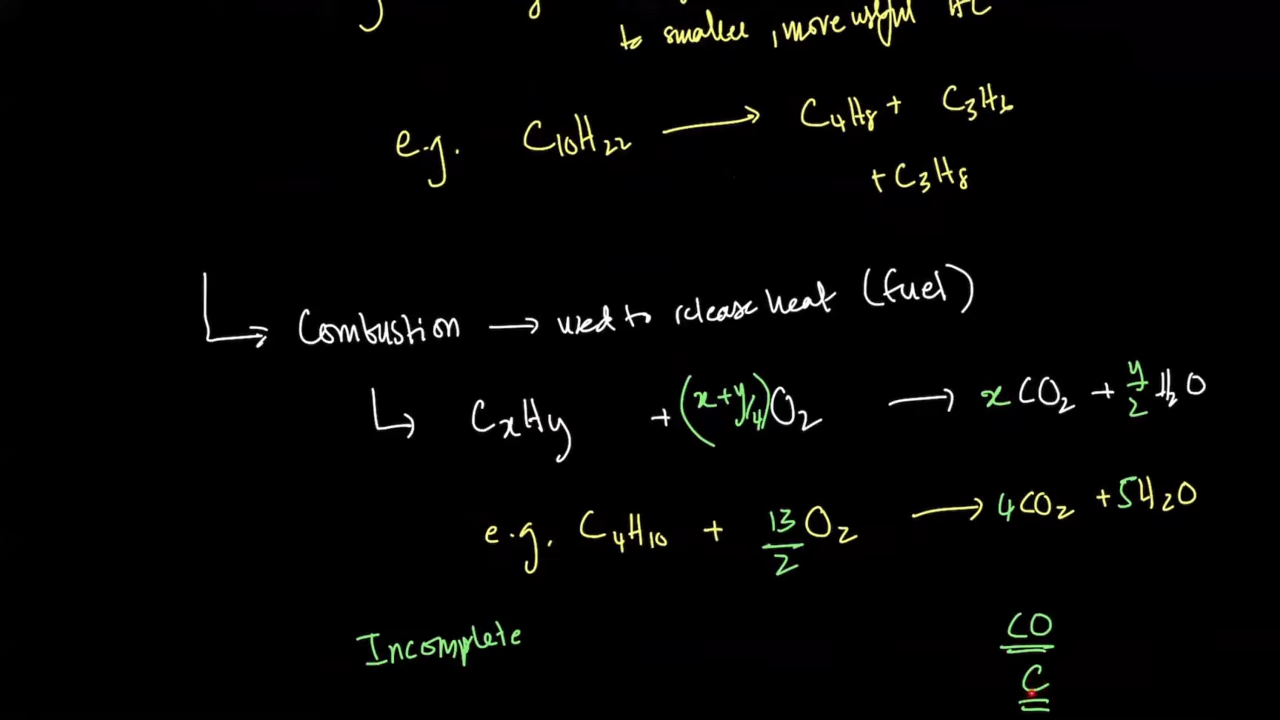 to smaller, more useful HC
e.g. C₁₀H₂₂ ⟶ C₄H₈ + C₃H₆
+ C₃H₈
↳ Combustion → used to release heat (fuel)
↳ CₓHy + (x+y/4)O₂ ⟶ xCO₂ + y/2 H₂O
e.g. C₄H₁₀ + 13/2 O₂ ⟶ 4CO₂ + 5H₂O
Incomplete CO
C